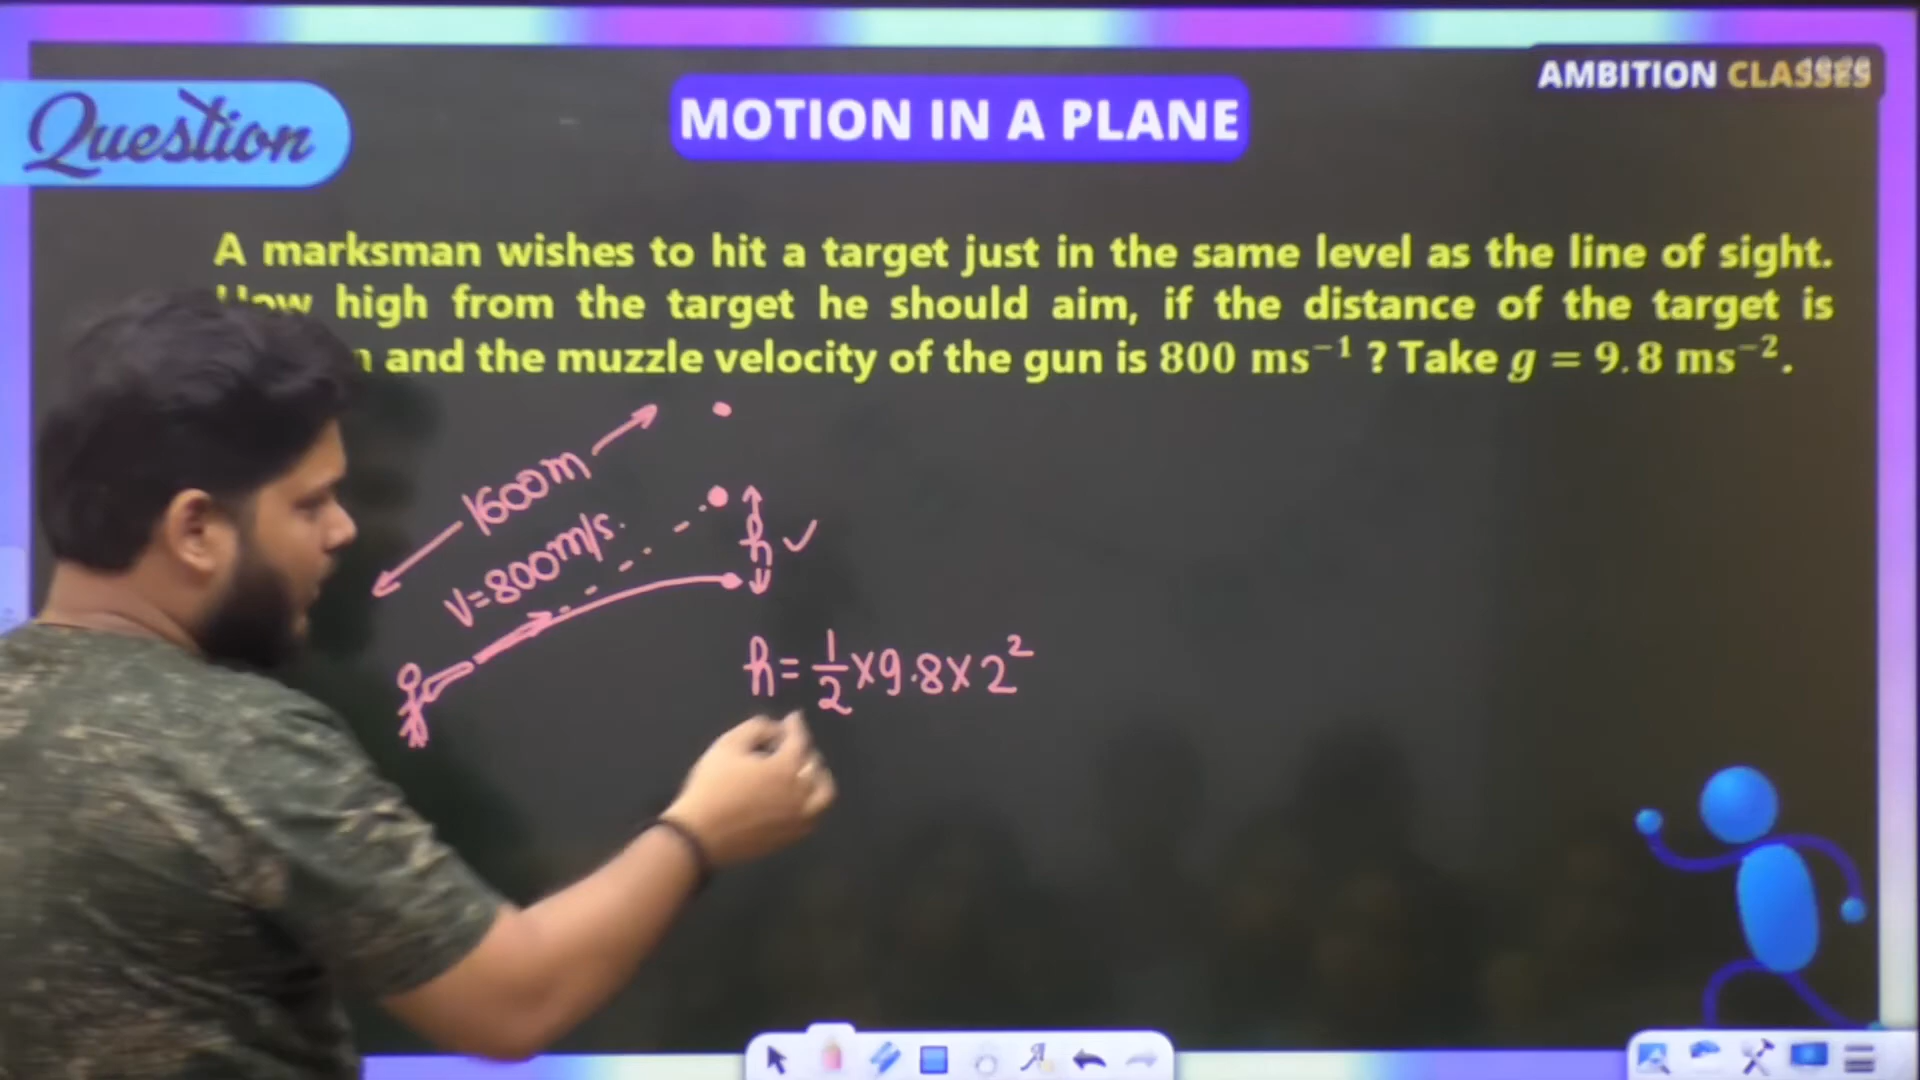 AMBITION CLASSES
Question
MOTION IN A PLANE
A marksman wishes to hit a target just in the same level as the line of sight.
high from the target he should aim, if the distance of the target is
and the muzzle velocity of the gun is 800 ms⁻¹ ? Take g = 9.8 ms⁻².
1600m
V=800m/s.
h ✓
h = 1/2 × 9.8 × 2²